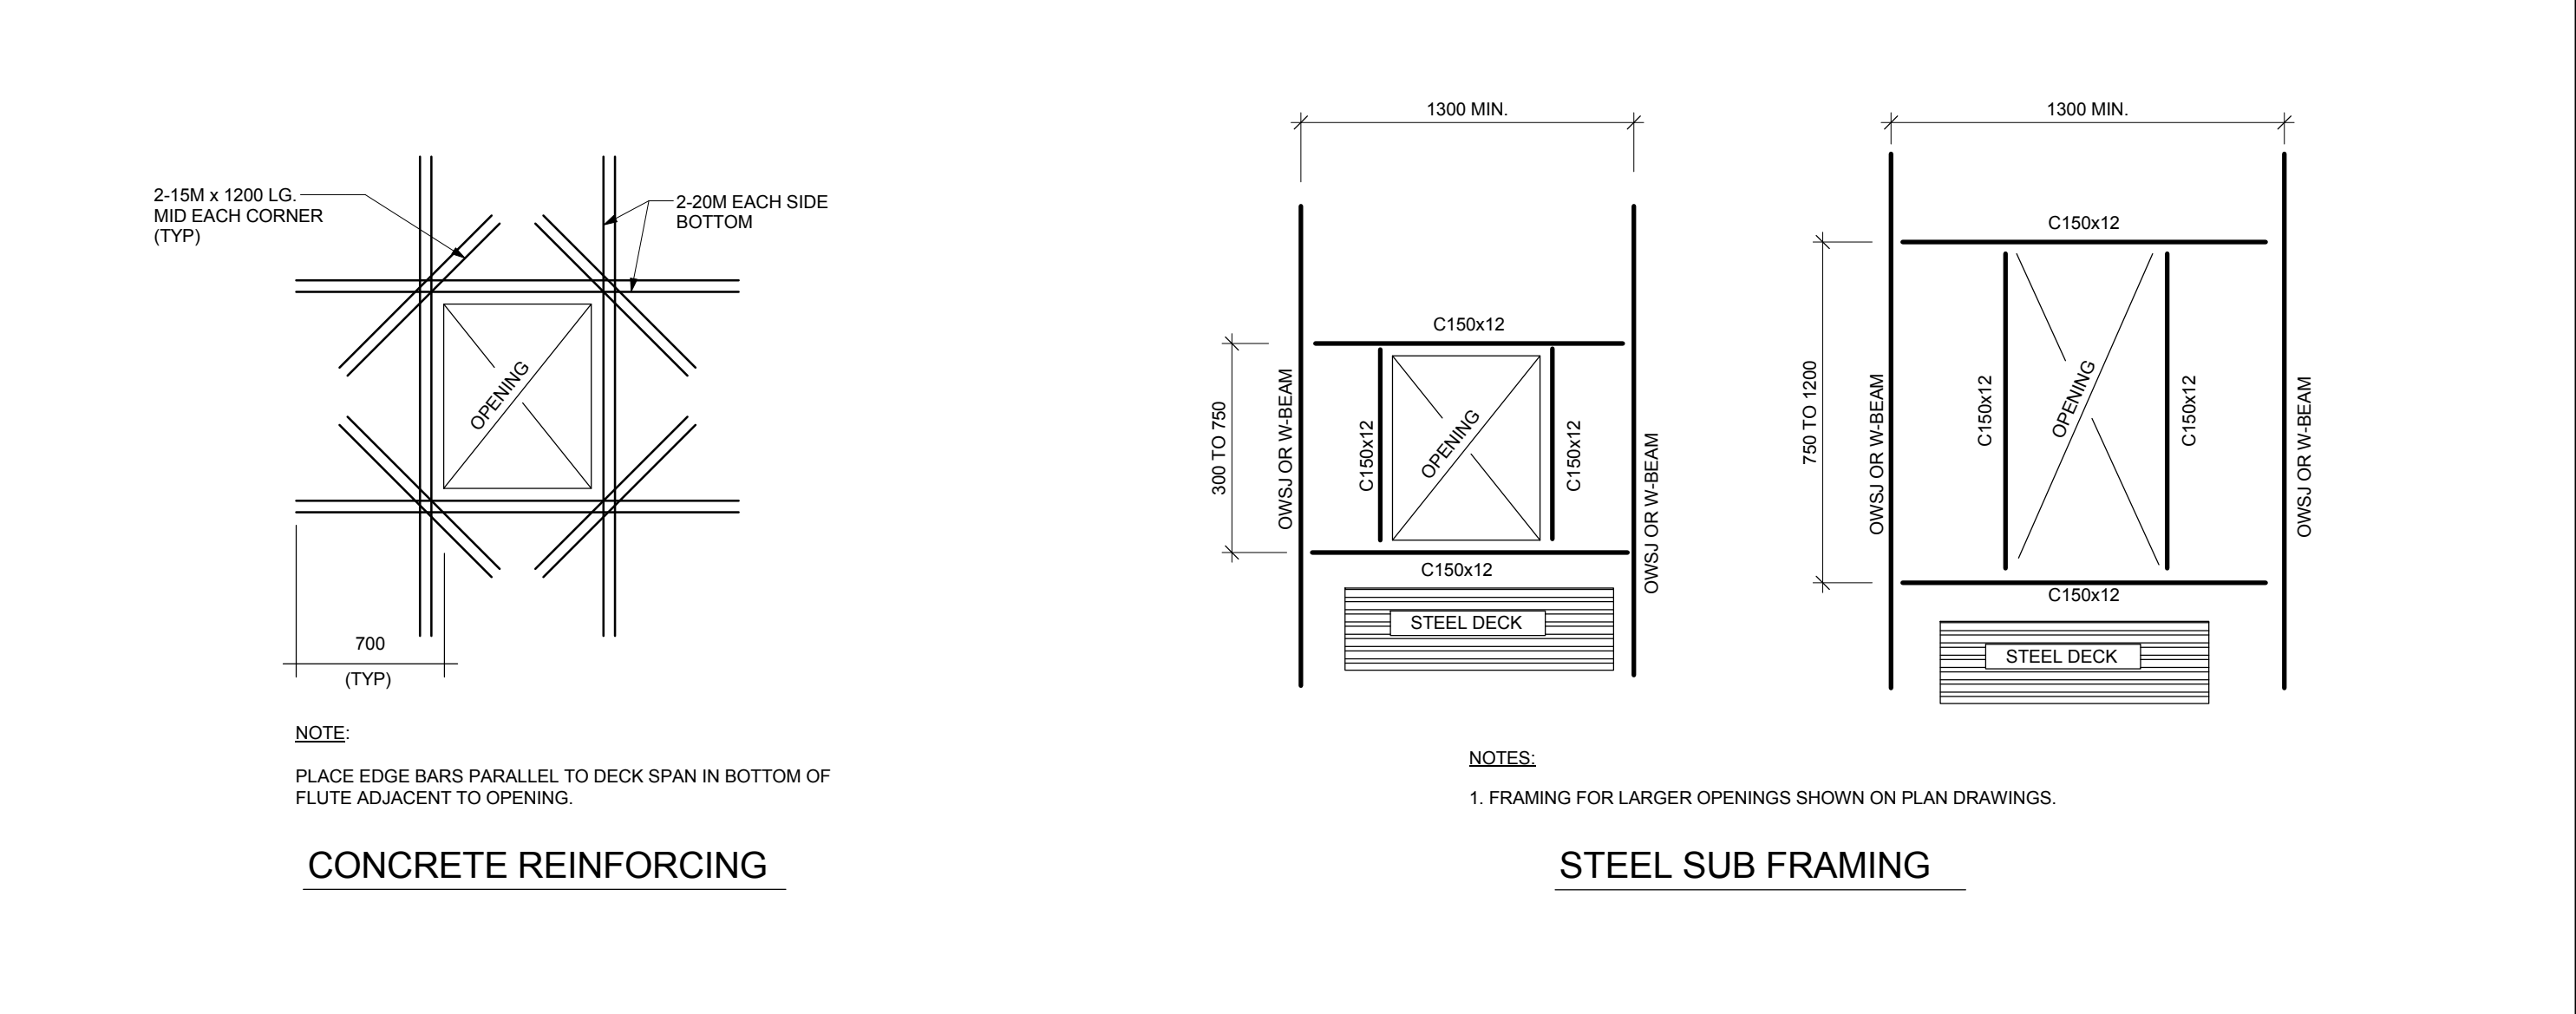 2-15M x 1200 LG.
MID EACH CORNER
(TYP)
2-20M EACH SIDE
BOTTOM
OPENING
700
(TYP)
NOTE:
PLACE EDGE BARS PARALLEL TO DECK SPAN IN BOTTOM OF
FLUTE ADJACENT TO OPENING.
CONCRETE REINFORCING
1300 MIN.
C150x12
300 TO 750
OWSJ OR W-BEAM
C150x12
OPENING
C150x12
OWSJ OR W-BEAM
C150x12
STEEL DECK
1300 MIN.
C150x12
750 TO 1200
OWSJ OR W-BEAM
C150x12
OPENING
C150x12
OWSJ OR W-BEAM
C150x12
STEEL DECK
NOTES:
1. FRAMING FOR LARGER OPENINGS SHOWN ON PLAN DRAWINGS.
STEEL SUB FRAMING